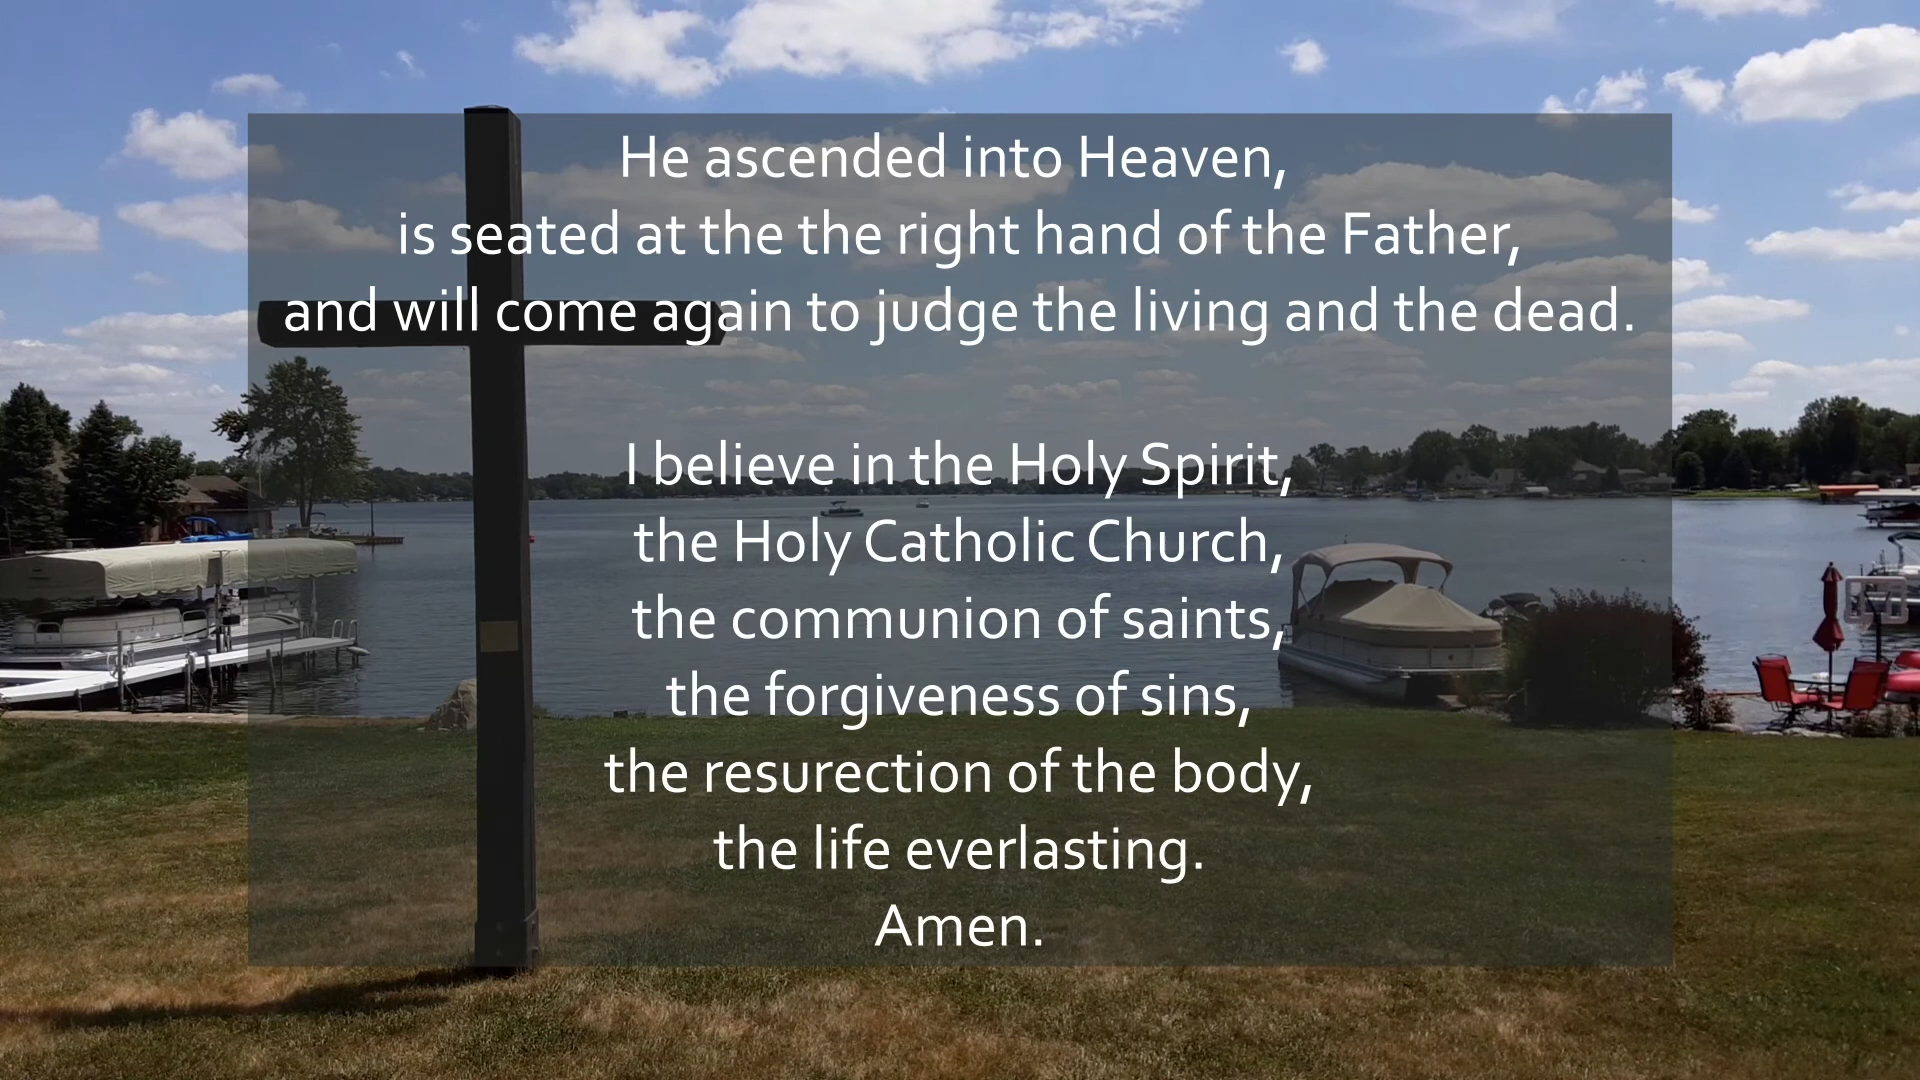 He ascended into Heaven,
is seated at the the right hand of the Father,
and will come again to judge the living and the dead.
I believe in the Holy Spirit,
the Holy Catholic Church,
the communion of saints,
the forgiveness of sins,
the resurection of the body,
the life everlasting.
Amen.